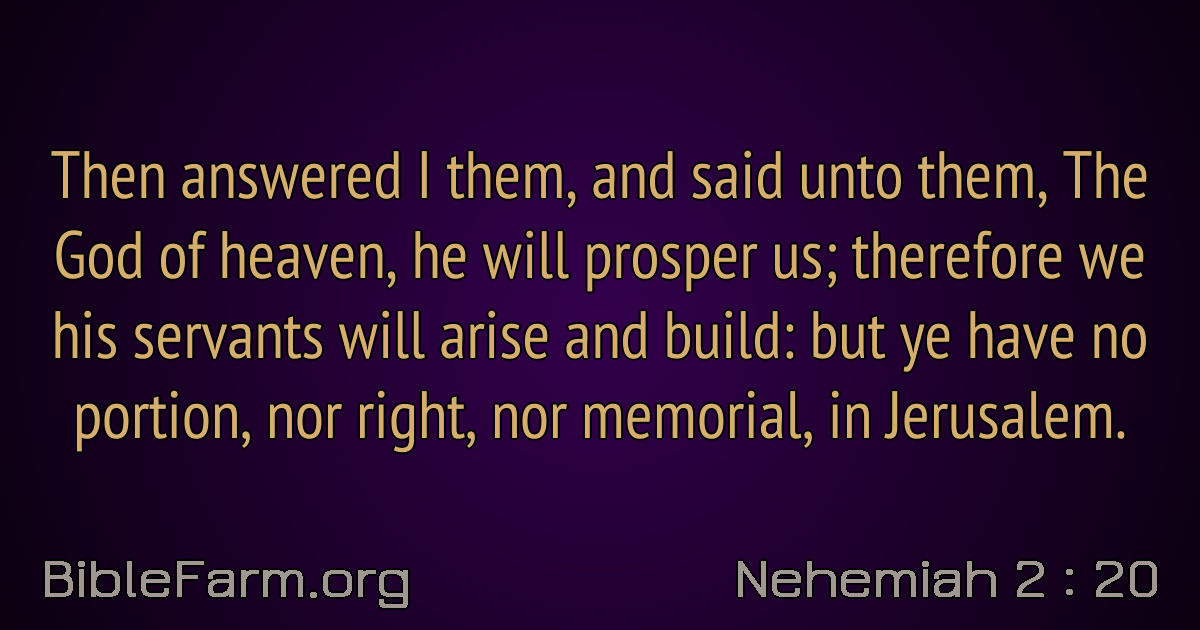 Then answered I them, and said unto them, The
God of heaven, he will prosper us; therefore we
his servants will arise and build: but ye have no
portion, nor right, nor memorial, in Jerusalem.
BibleFarm.org
Nehemiah 2 : 20